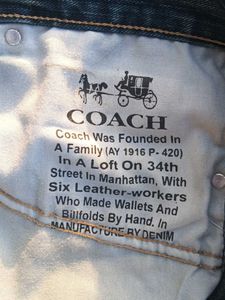 COACH
Coach Was Founded In
A Family (AY 1916 P- 420)
In A Loft On 34th
Street In Manhattan, With
Six Leather-workers
Who Made Wallets And
Billfolds By Hand, In
MANUFACTURE BY DENIM